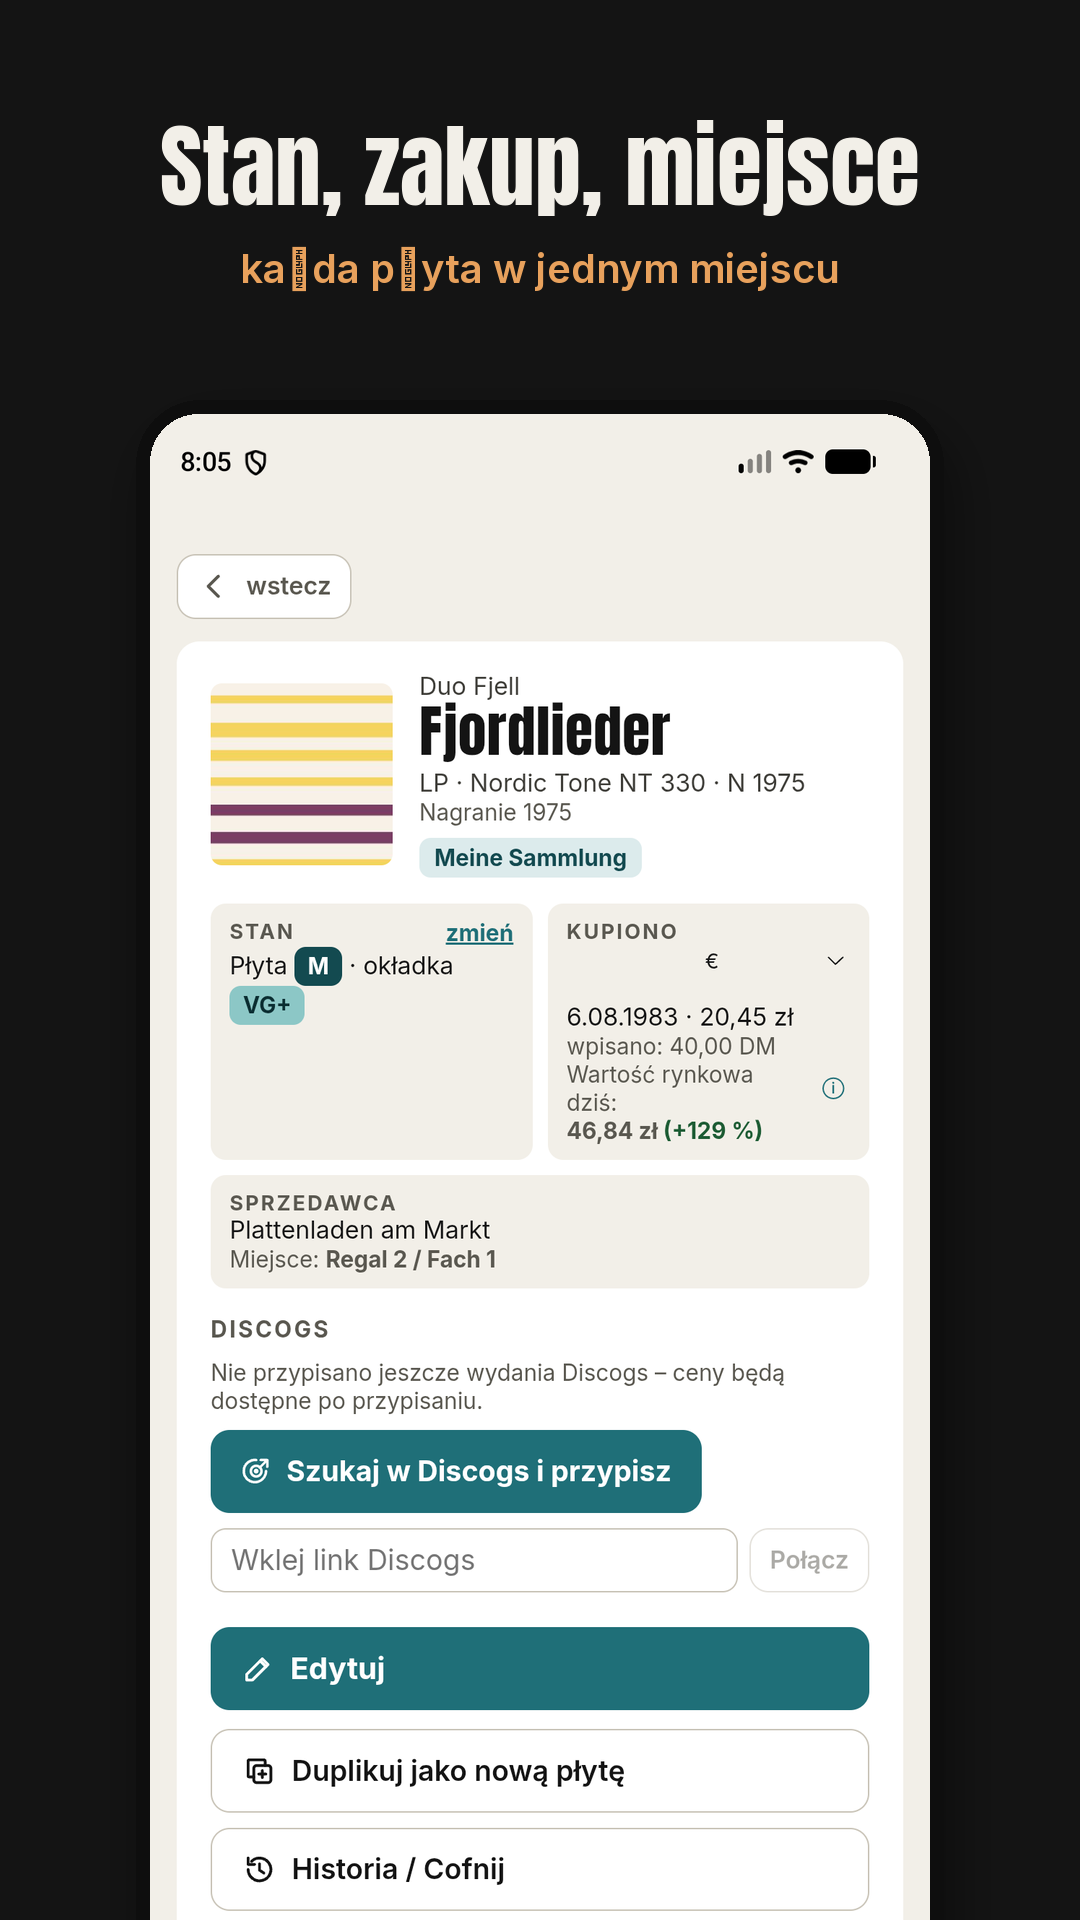 Stan, zakup, miejsce
w jednym miejscu
8:05
wstecz
Duo Fjell
Fjordlieder
LP · Nordic Tone NT 330 · N 1975
Nagranie 1975
Meine Sammlung
STAN
zmień
Płyta M · okładka
VG+
KUPIONO
€
6.08.1983 · 20,45 zł
wpisano: 40,00 DM
Wartość rynkowa
dziś:
46,84 zł (+129 %)
SPRZEDAWCA
Plattenladen am Markt
Miejsce: Regal 2 / Fach 1
DISCOGS
Nie przypisano jeszcze wydania Discogs – ceny będą
dostępne po przypisaniu.
Szukaj w Discogs i przypisz
Wklej link Discogs
Połącz
Edytuj
Duplikuj jako nową płytę
Historia / Cofnij